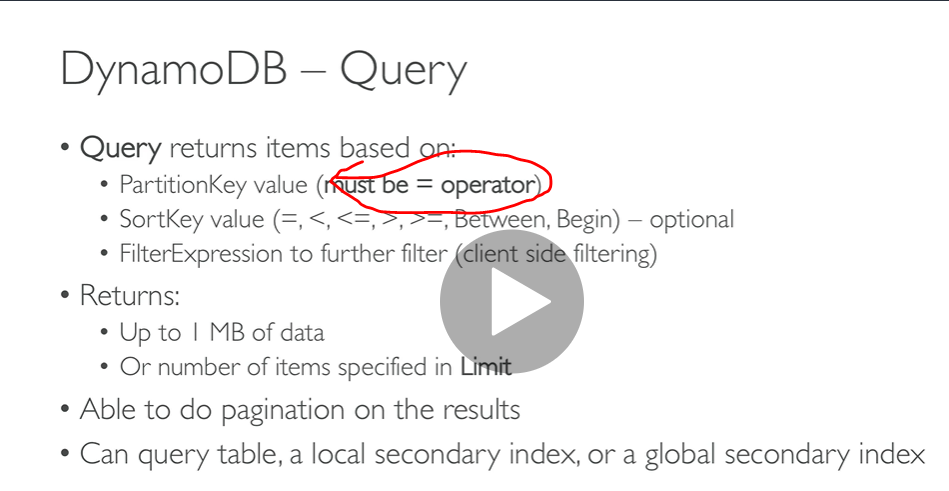 DynamoDB – Query
• Query returns items based on:
• PartitionKey value (must be = operator)
• SortKey value (=, <, <=, >, >=, Between, Begin) – optional
• FilterExpression to further filter (client side filtering)
• Returns:
• Up to 1 MB of data
• Or number of items specified in Limit
• Able to do pagination on the results
• Can query table, a local secondary index, or a global secondary index